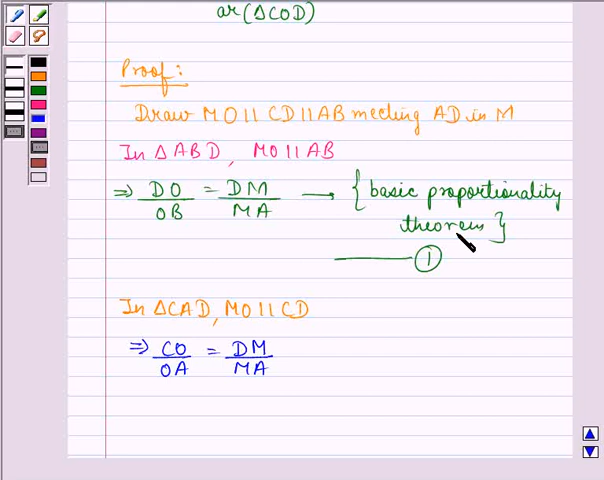 ar(ΔCOD)
Proof:
Draw MO||CD||AB meeting AD in M
In ΔABD, MO||AB
⇒ DO/OB = DM/MA → {basic proportionality
theorem}
——— ①
In ΔCAD, MO||CD
⇒ CO/OA = DM/MA